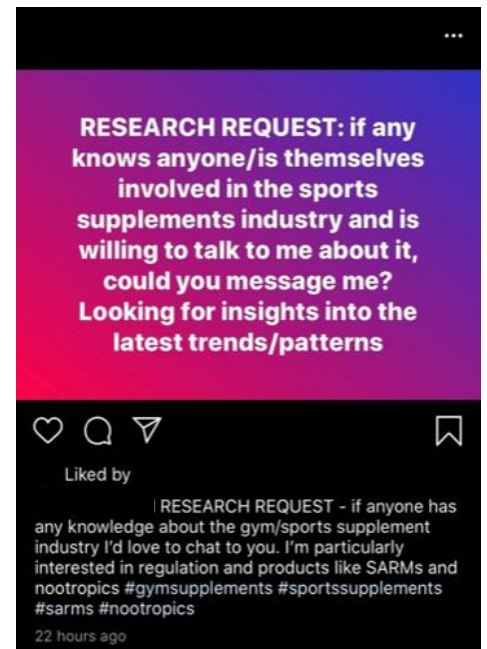 RESEARCH REQUEST: if any
knows anyone/is themselves
involved in the sports
supplements industry and is
willing to talk to me about it,
could you message me?
Looking for insights into the
latest trends/patterns
Liked by
RESEARCH REQUEST - if anyone has
any knowledge about the gym/sports supplement
industry I'd love to chat to you. I'm particularly
interested in regulation and products like SARMs and
nootropics #gymsupplements #sportssupplements
#sarms #nootropics
22 hours ago